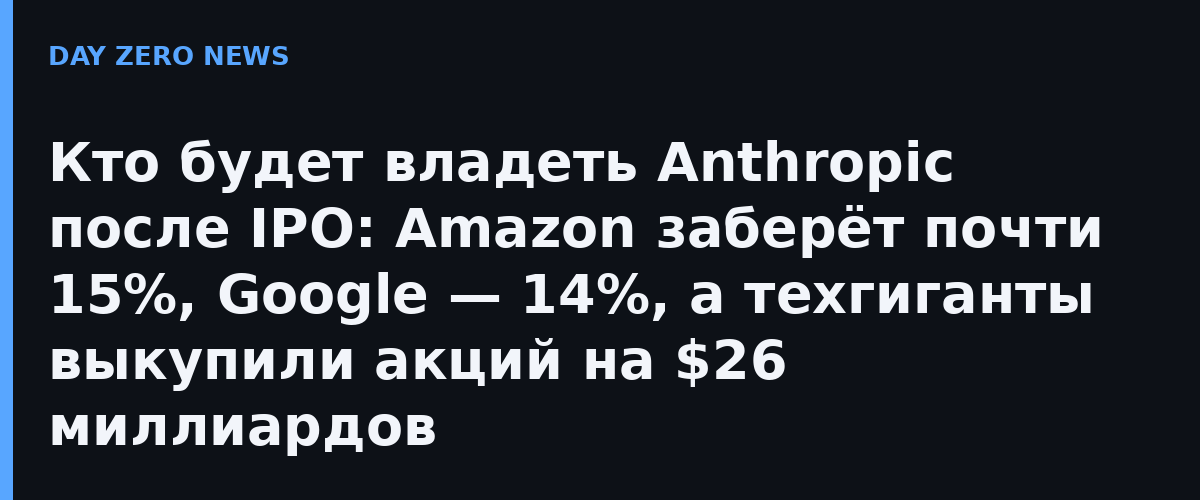 DAY ZERO NEWS
Кто будет владеть Anthropic
после IPO: Amazon заберёт почти
15%, Google — 14%, а техгиганты
выкупили акций на $26
миллиардов